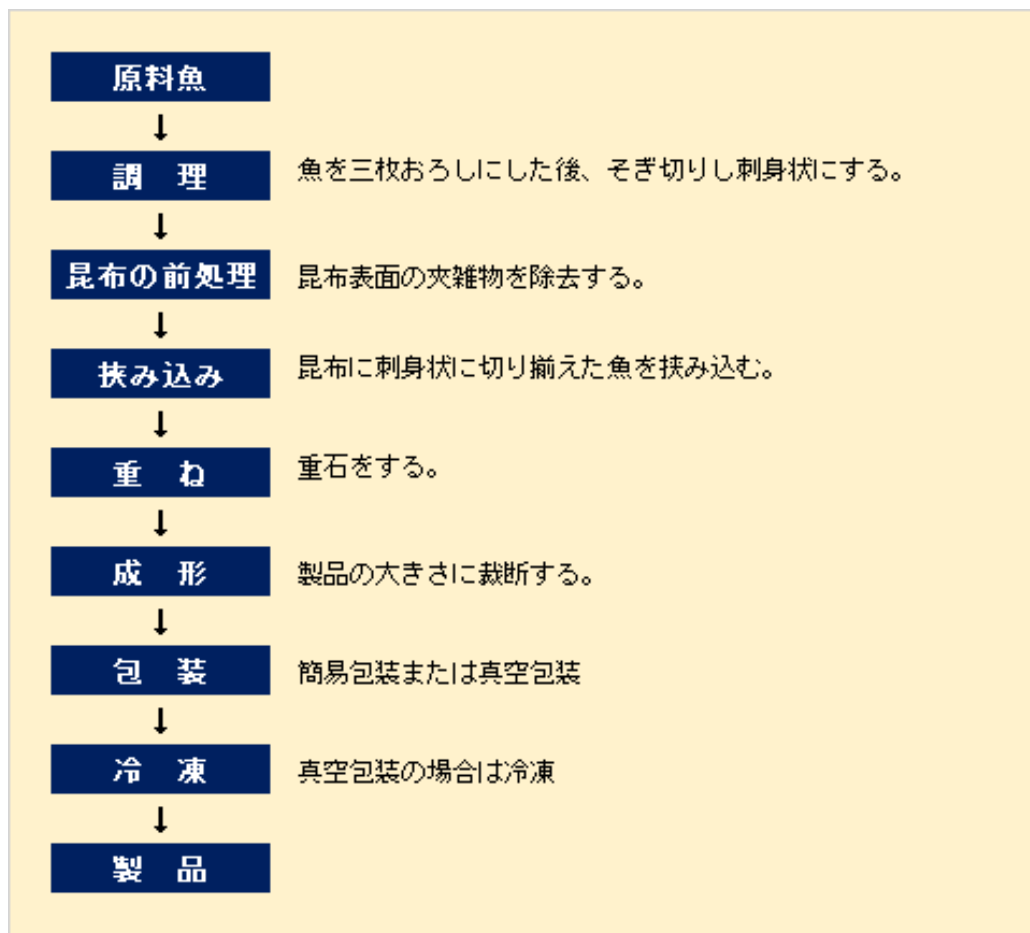 原料魚
↓
調　理　魚を三枚おろしにした後、そぎ切りし刺身状にする。
↓
昆布の前処理　昆布表面の夾雑物を除去する。
↓
挟み込み　昆布に刺身状に切り揃えた魚を挟み込む。
↓
重　ね　重石をする。
↓
成　形　製品の大きさに裁断する。
↓
包　装　簡易包装または真空包装
↓
冷　凍　真空包装の場合は冷凍
↓
製　品